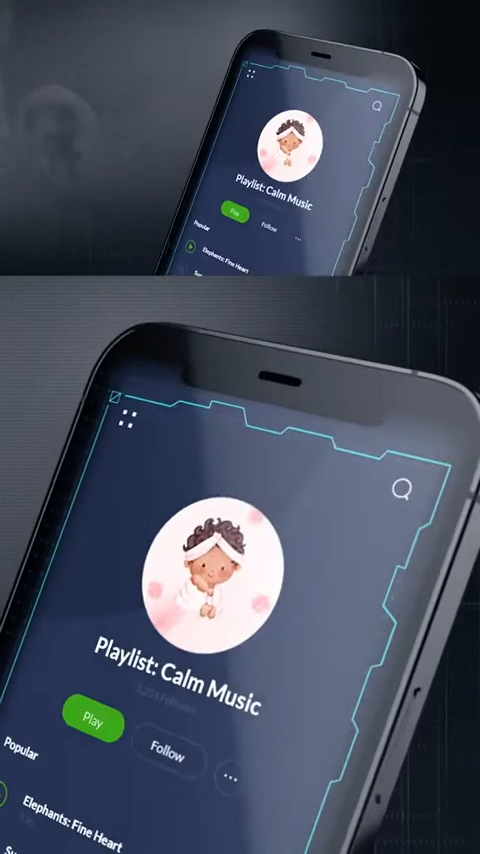 Playlist: Calm Music
Play
Follow
Popular
Elephants: Fine Heart
Playlist: Calm Music
Play
Follow
Popular
Elephants: Fine Heart